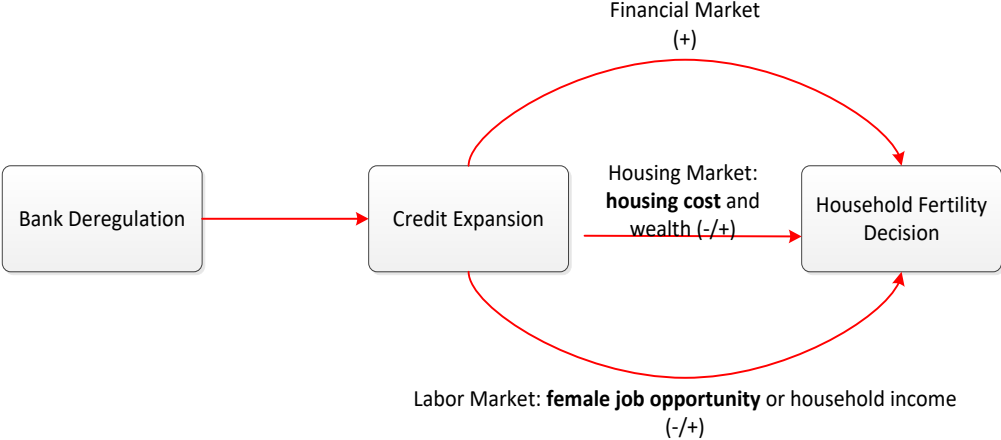 Financial Market
(+)
Bank Deregulation
Credit Expansion
Housing Market:
housing cost and
wealth (-/+)
Household Fertility
Decision
Labor Market: female job opportunity or household income
(-/+)